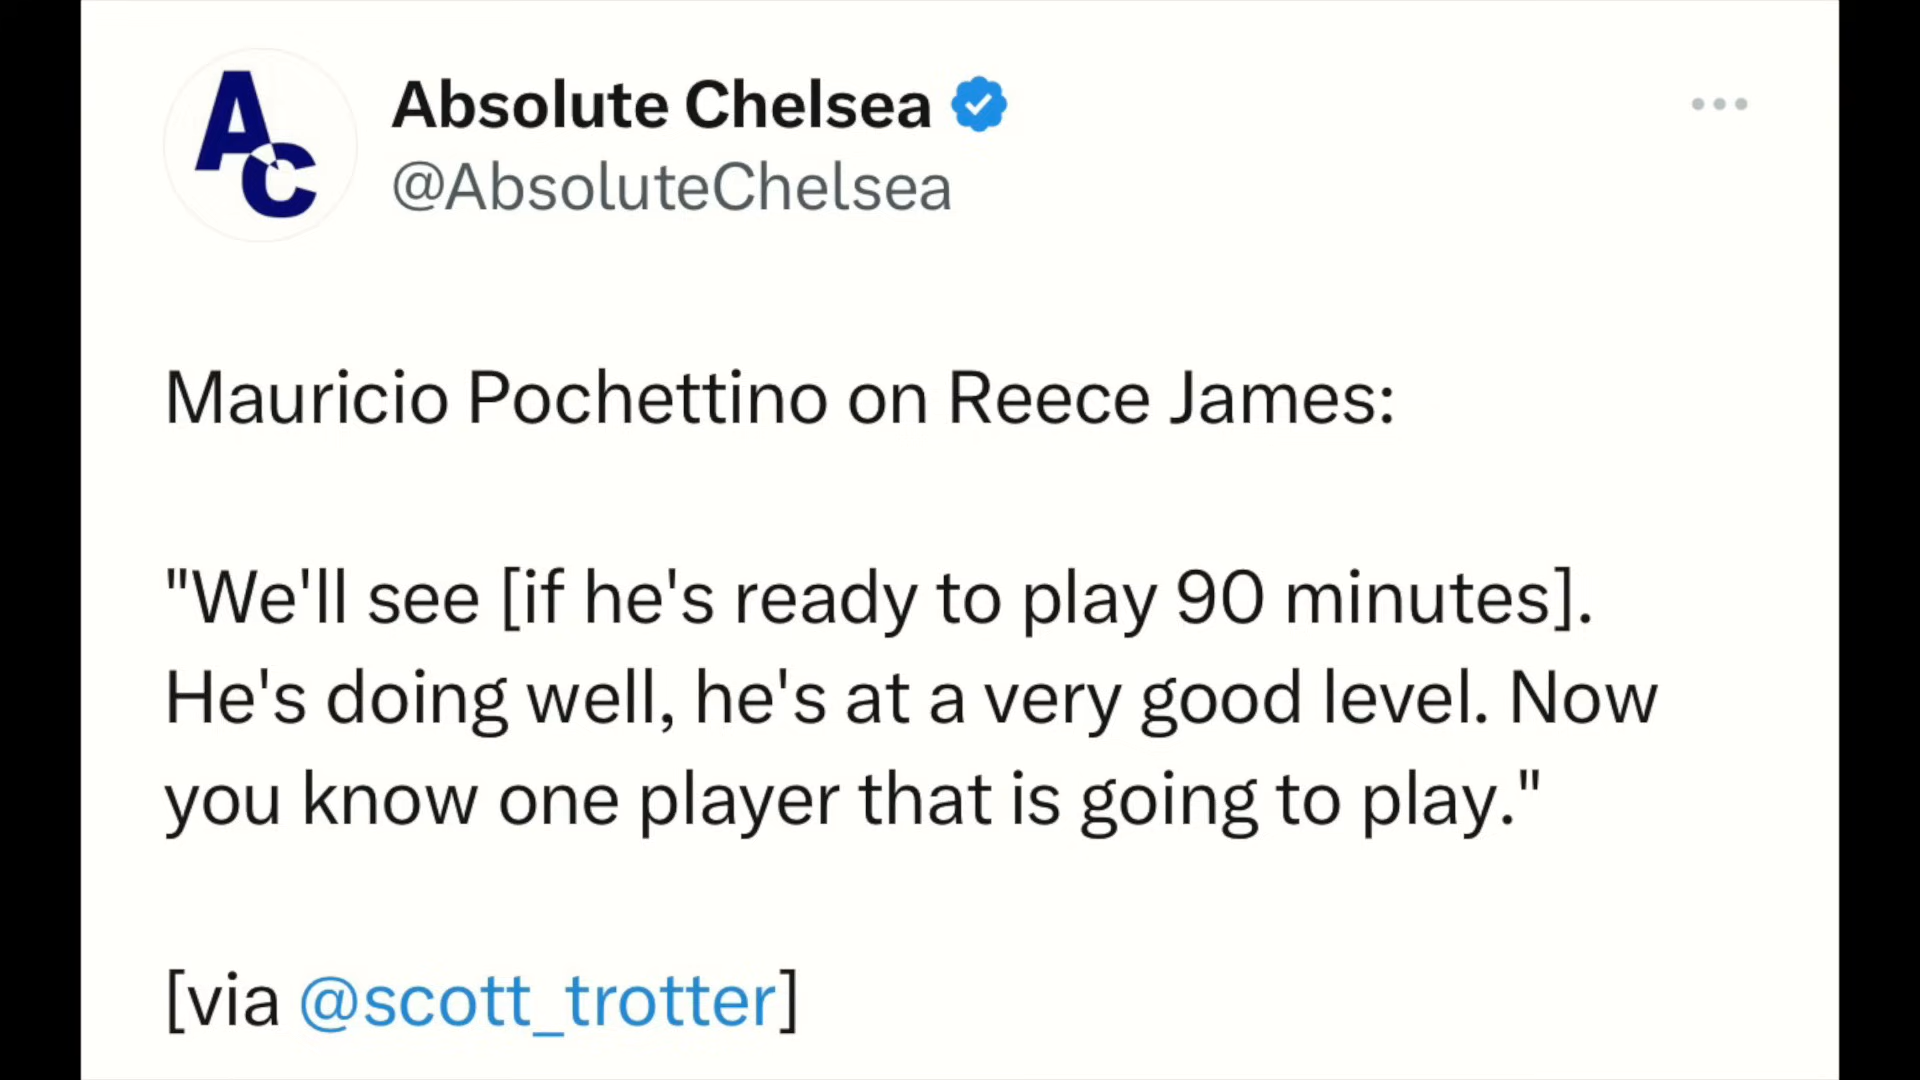 AC
Absolute Chelsea
@AbsoluteChelsea
Mauricio Pochettino on Reece James:
"We'll see [if he's ready to play 90 minutes].
He's doing well, he's at a very good level. Now
you know one player that is going to play."
[via @scott_trotter]